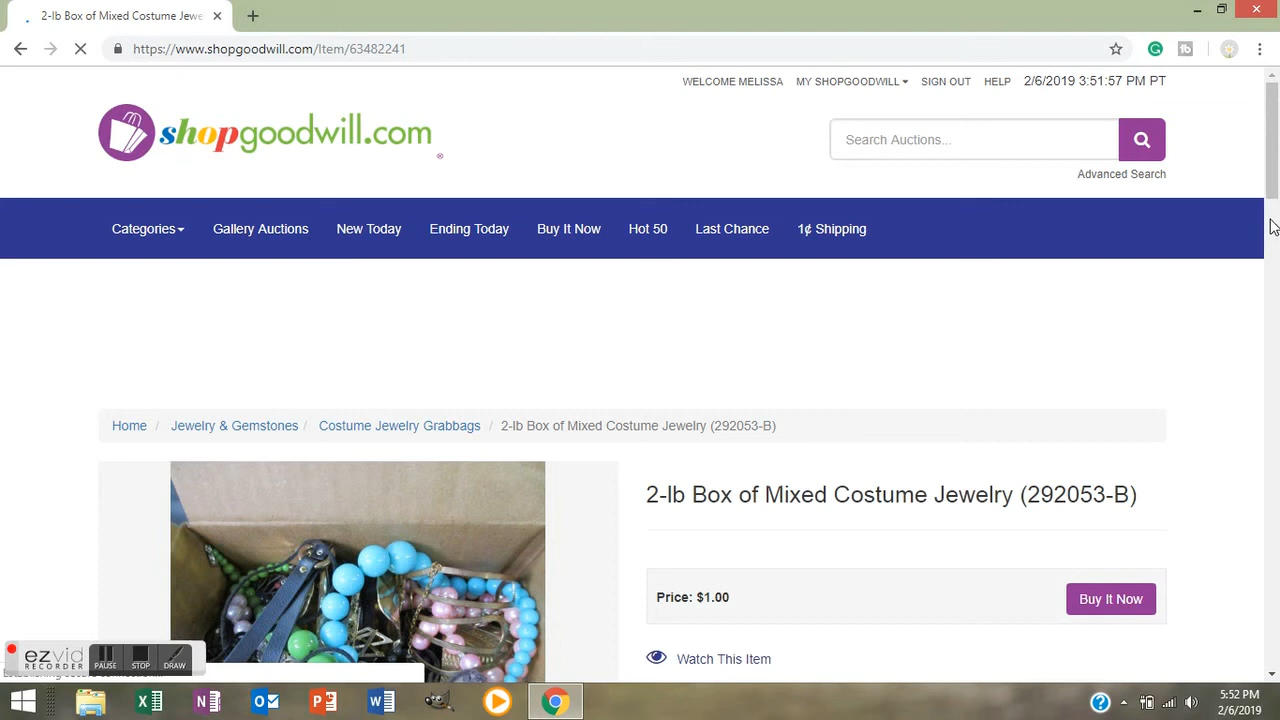 2-lb Box of Mixed Costume Jewe
https://www.shopgoodwill.com/Item/63482241
WELCOME MELISSA MY SHOPGOODWILL SIGN OUT HELP 2/6/2019 3:51:57 PM PT
shopgoodwill.com
Search Auctions...
Advanced Search
Categories Gallery Auctions New Today Ending Today Buy It Now Hot 50 Last Chance 1¢ Shipping
Home / Jewelry & Gemstones / Costume Jewelry Grabbags / 2-lb Box of Mixed Costume Jewelry (292053-B)
2-lb Box of Mixed Costume Jewelry (292053-B)
Price: $1.00 Buy It Now
Watch This Item
ezvid
RECORDER
PAUSE STOP DRAW
5:52 PM
2/6/2019